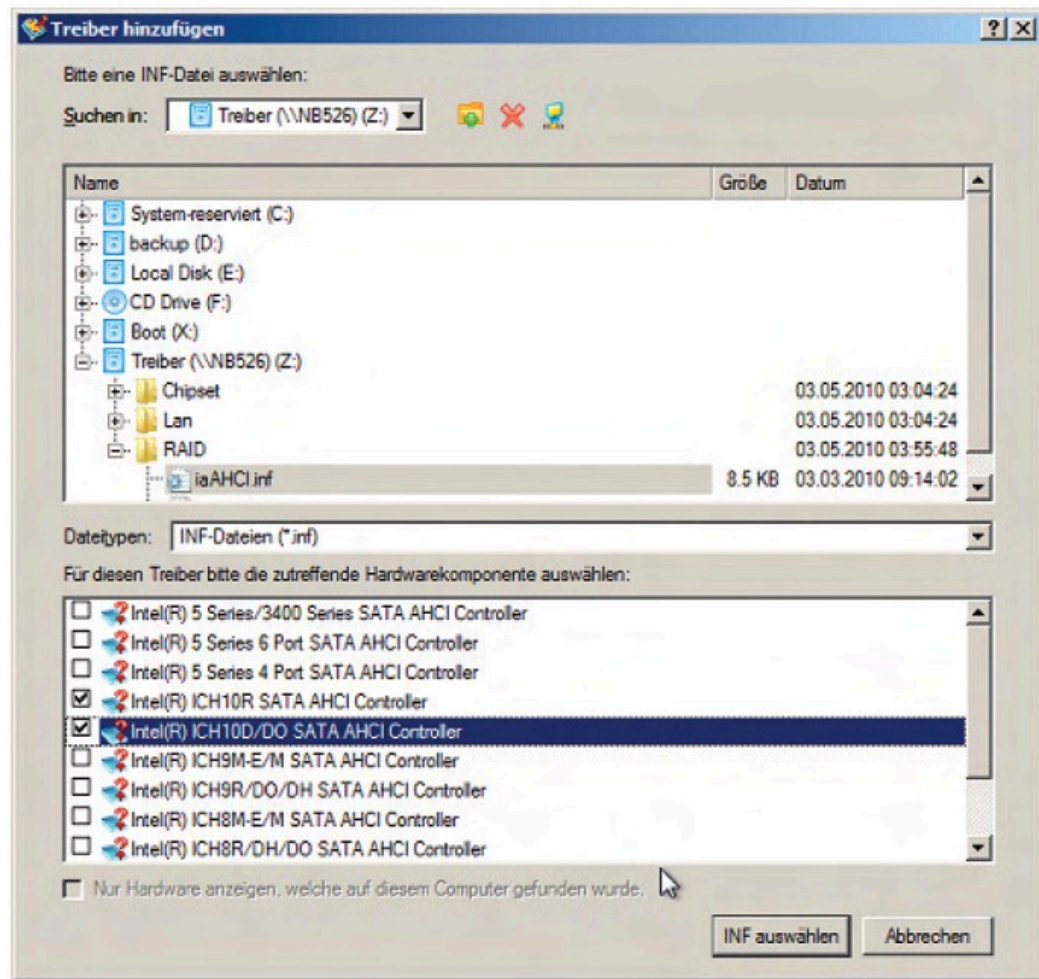 Treiber hinzufügen
Bitte eine INF-Datei auswählen:
Suchen in: Treiber (\\NB526) (Z:)
Name Größe Datum
System-reserviert (C:)
backup (D:)
Local Disk (E:)
CD Drive (F:)
Boot (X:)
Treiber (\\NB526) (Z:)
Chipset 03.05.2010 03:04:24
Lan 03.05.2010 03:04:24
RAID 03.05.2010 03:55:48
iaAHCI.inf 8.5 KB 03.03.2010 09:14:02
Dateitypen: INF-Dateien (*.inf)
Für diesen Treiber bitte die zutreffende Hardwarekomponente auswählen:
Intel(R) 5 Series/3400 Series SATA AHCI Controller
Intel(R) 5 Series 6 Port SATA AHCI Controller
Intel(R) 5 Series 4 Port SATA AHCI Controller
Intel(R) ICH10R SATA AHCI Controller
Intel(R) ICH10D/DO SATA AHCI Controller
Intel(R) ICH9M-E/M SATA AHCI Controller
Intel(R) ICH9R/DO/DH SATA AHCI Controller
Intel(R) ICH8M-E/M SATA AHCI Controller
Intel(R) ICH8R/DH/DO SATA AHCI Controller
Nur Hardware anzeigen, welche auf diesem Computer gefunden wurde.
INF auswählen Abbrechen